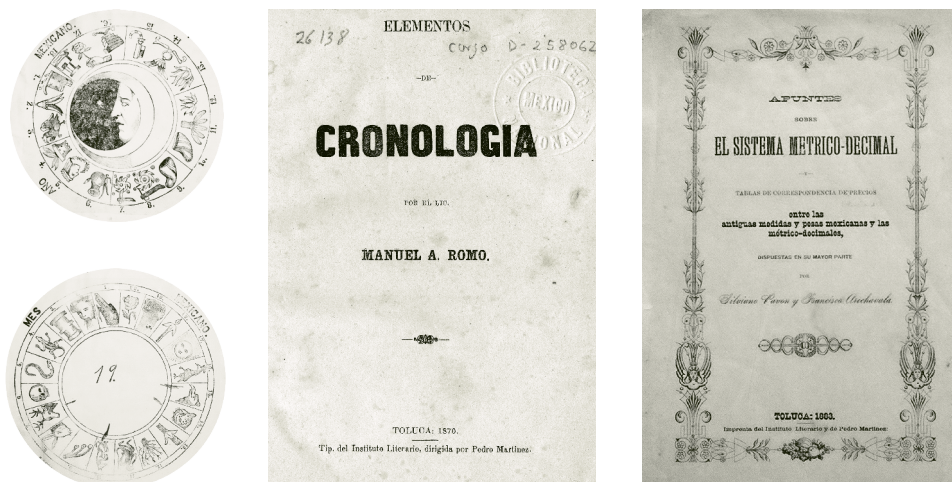 AÑO
MEXICANO.
MES
MEXICANO.
19.
ELEMENTOS
26138
Cargo D-258062
BIBLIOTECA
NACIONAL
MEXICO
—DE—
CRONOLOGIA
POR EL LIC.
MANUEL A. ROMO.
TOLUCA: 1870.
Tip. del Instituto Literario, dirigida por Pedro Martinez.
APUNTES
SOBRE
EL SISTEMA METRICO-DECIMAL
TABLAS DE CORRESPONDENCIA DE PRECIOS
entre las
antiguas medidas y pesas mexicanas y las
métrico-decimales,
DISPUESTAS EN SU MAYOR PARTE
POR
y Francisco
TOLUCA: 1883.
Imprenta del Instituto Literario y de Pedro Martinez.